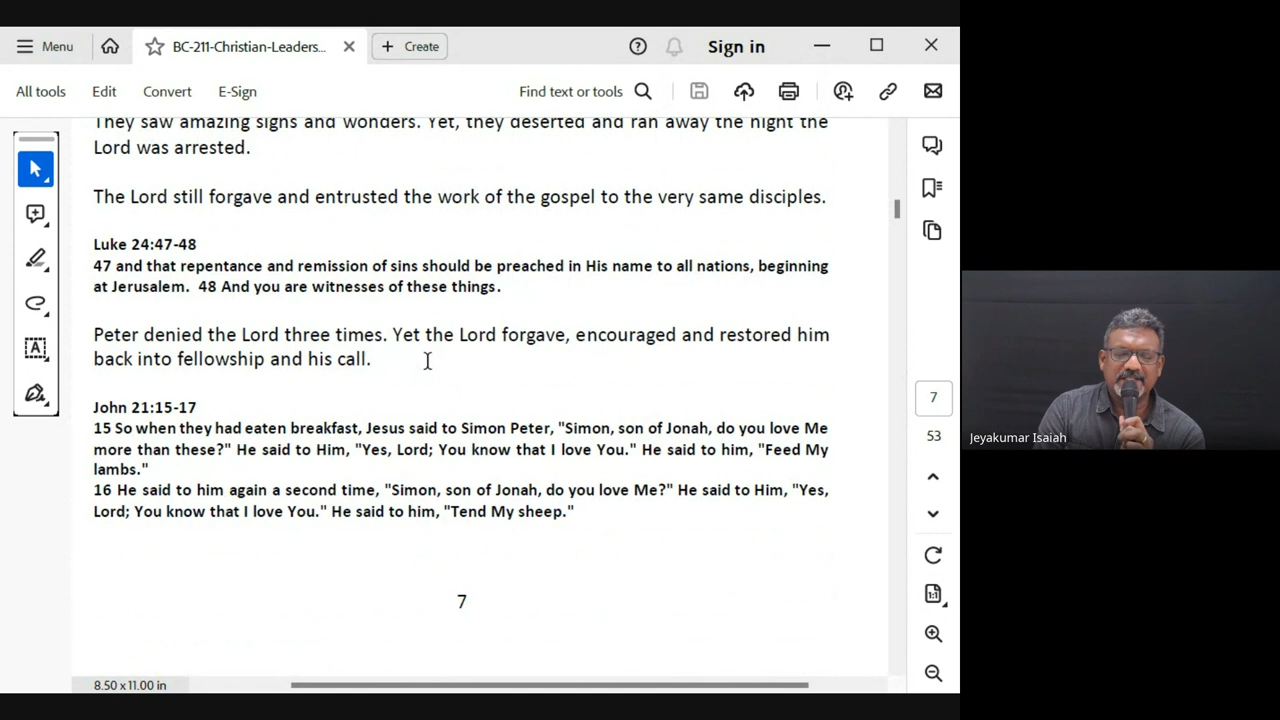 Menu
BC-211-Christian-Leaders...
Create
Sign in
All tools
Edit
Convert
E-Sign
Find text or tools
They saw amazing signs and wonders. Yet, they deserted and ran away the night the
Lord was arrested.
The Lord still forgave and entrusted the work of the gospel to the very same disciples.
Luke 24:47-48
47 and that repentance and remission of sins should be preached in His name to all nations, beginning
at Jerusalem. 48 And you are witnesses of these things.
Peter denied the Lord three times. Yet the Lord forgave, encouraged and restored him
back into fellowship and his call.
John 21:15-17
15 So when they had eaten breakfast, Jesus said to Simon Peter, "Simon, son of Jonah, do you love Me
more than these?" He said to Him, "Yes, Lord; You know that I love You." He said to him, "Feed My
lambs."
16 He said to him again a second time, "Simon, son of Jonah, do you love Me?" He said to Him, "Yes,
Lord; You know that I love You." He said to him, "Tend My sheep."
7
8.50 x 11.00 in
7
53
1:1
Jeyakumar Isaiah